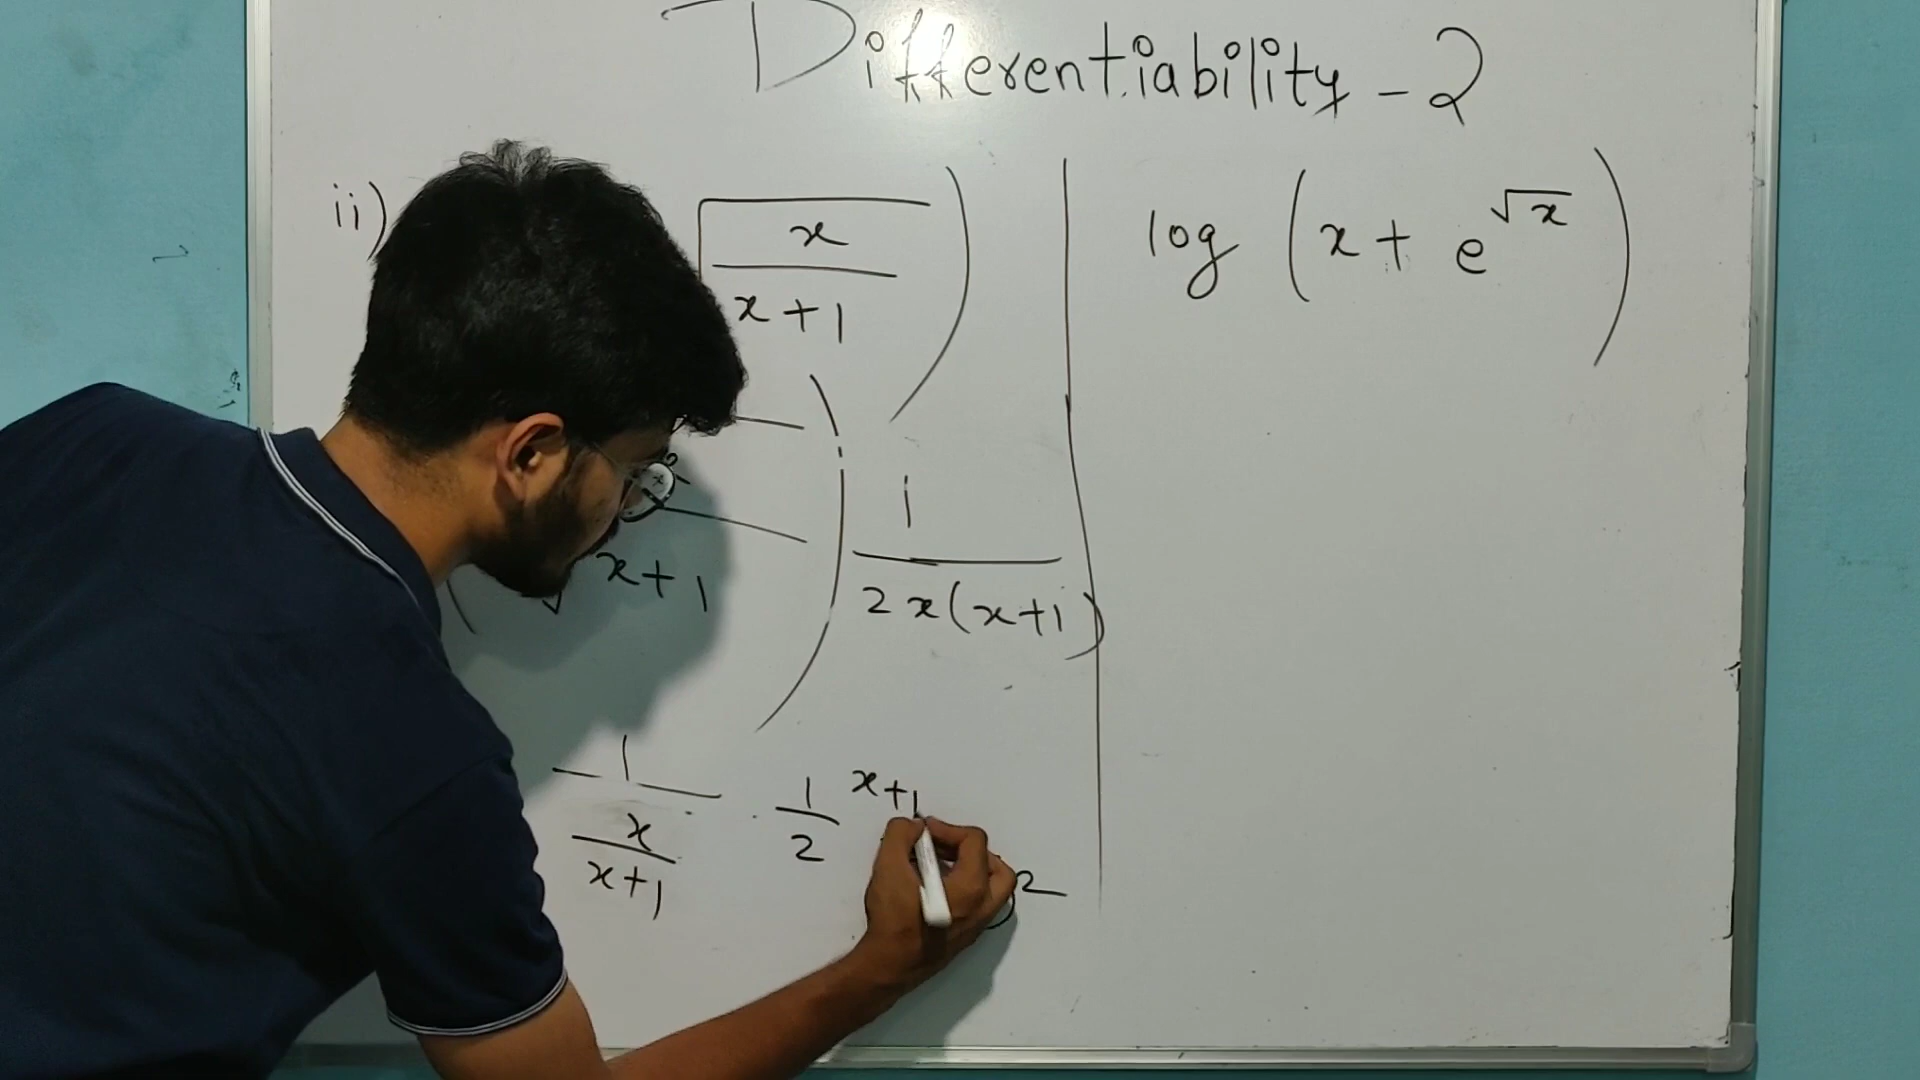 Differentiability - 2
ii) √(x/(x+1)) )
log (x + e^√x)
x+1 )
1/(2x(x+1))
1/(x/(x+1)) · 1/2 x+1
2